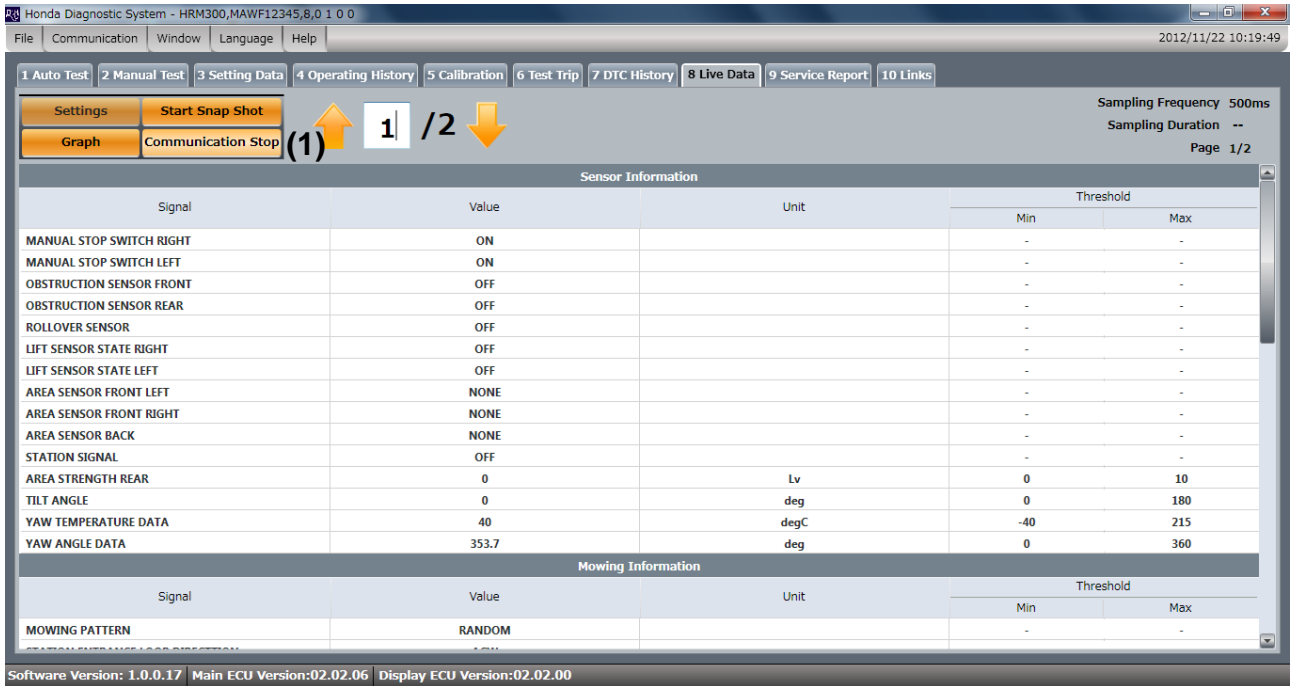 Honda Diagnostic System - HRM300,MAWF12345,8,0 1 0 0
File Communication Window Language Help 2012/11/22 10:19:49
1 Auto Test 2 Manual Test 3 Setting Data 4 Operating History 5 Calibration 6 Test Trip 7 DTC History 8 Live Data 9 Service Report 10 Links
Settings Start Snap Shot
Graph Communication Stop (1)
1 /2
Sampling Frequency 500ms
Sampling Duration --
Page 1/2
Sensor Information
Signal Value Unit Threshold
Min Max
MANUAL STOP SWITCH RIGHT ON - -
MANUAL STOP SWITCH LEFT ON - -
OBSTRUCTION SENSOR FRONT OFF - -
OBSTRUCTION SENSOR REAR OFF - -
ROLLOVER SENSOR OFF - -
LIFT SENSOR STATE RIGHT OFF - -
LIFT SENSOR STATE LEFT OFF - -
AREA SENSOR FRONT LEFT NONE - -
AREA SENSOR FRONT RIGHT NONE - -
AREA SENSOR BACK NONE - -
STATION SIGNAL OFF - -
AREA STRENGTH REAR 0 Lv 0 10
TILT ANGLE 0 deg 0 180
YAW TEMPERATURE DATA 40 degC -40 215
YAW ANGLE DATA 353.7 deg 0 360
Mowing Information
Signal Value Unit Threshold
Min Max
MOWING PATTERN RANDOM - -
Software Version: 1.0.0.17 Main ECU Version:02.02.06 Display ECU Version:02.02.00